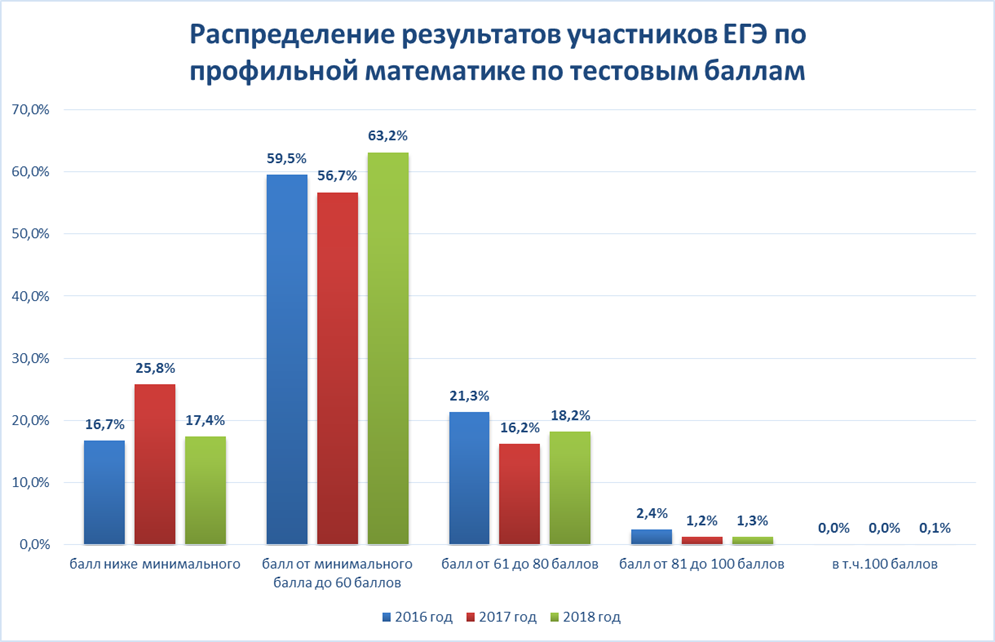 Распределение результатов участников ЕГЭ по
профильной математике по тестовым баллам
70,0%
60,0%
50,0%
40,0%
30,0%
20,0%
10,0%
0,0%
16,7%
25,8%
17,4%
59,5%
56,7%
63,2%
21,3%
16,2%
18,2%
2,4%
1,2%
1,3%
0,0%
0,0%
0,1%
балл ниже минимального
балл от минимального
балла до 60 баллов
балл от 61 до 80 баллов
балл от 81 до 100 баллов
в т.ч.100 баллов
2016 год
2017 год
2018 год